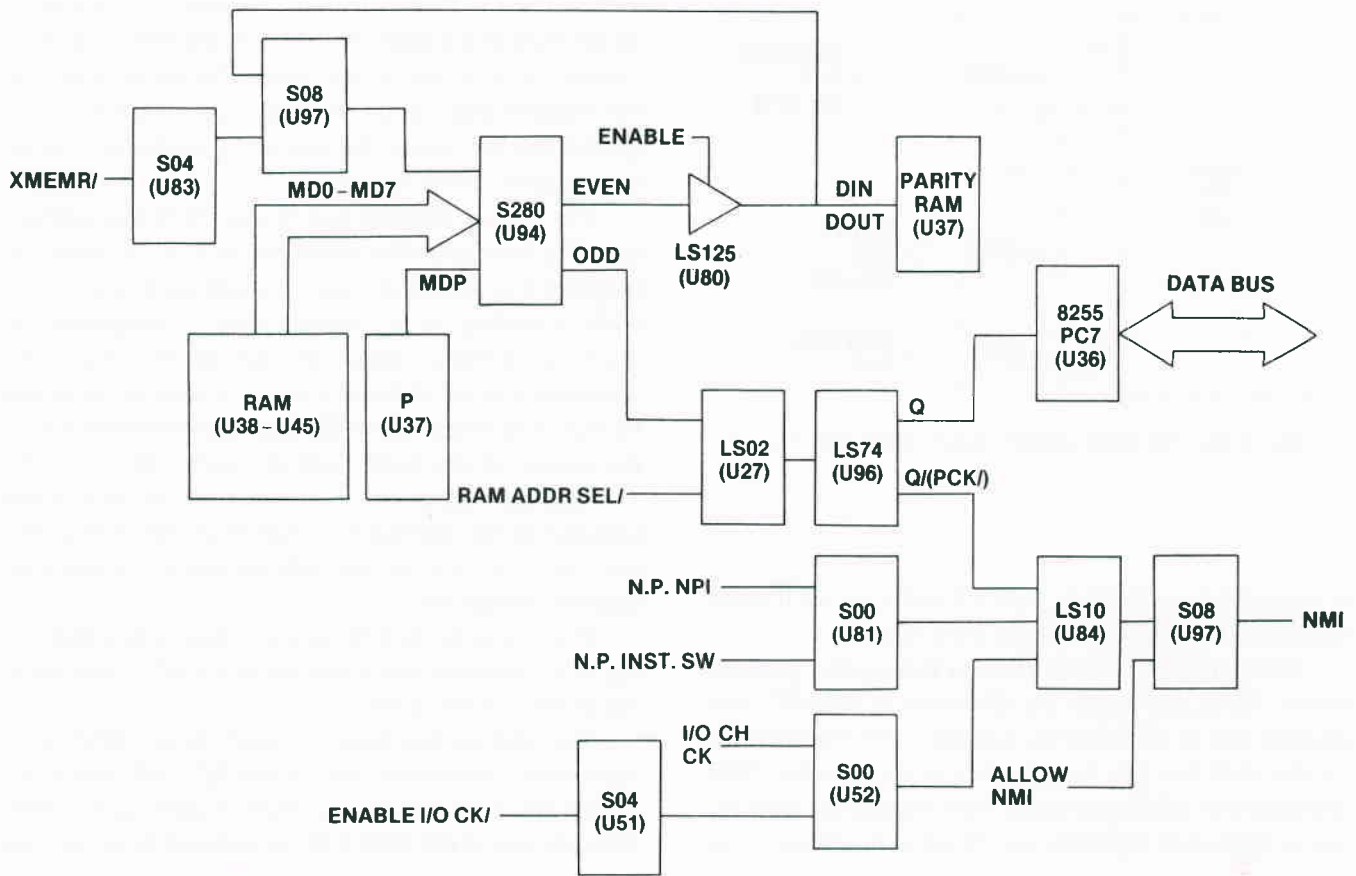 S08
(U97)
S04
(U83)
XMEMR/
MD0–MD7
S280
(U94)
EVEN
ODD
MDP
ENABLE
LS125
(U80)
DIN
DOUT
PARITY
RAM
(U37)
8255
PC7
(U36)
DATA BUS
RAM
(U38–U45)
P
(U37)
RAM ADDR SEL/
LS02
(U27)
LS74
(U96)
Q
Q/(PCK/)
N.P. NPI
N.P. INST. SW
S00
(U81)
LS10
(U84)
S08
(U97)
NMI
I/O CH
CK
S00
(U52)
ALLOW
NMI
ENABLE I/O CK/
S04
(U51)